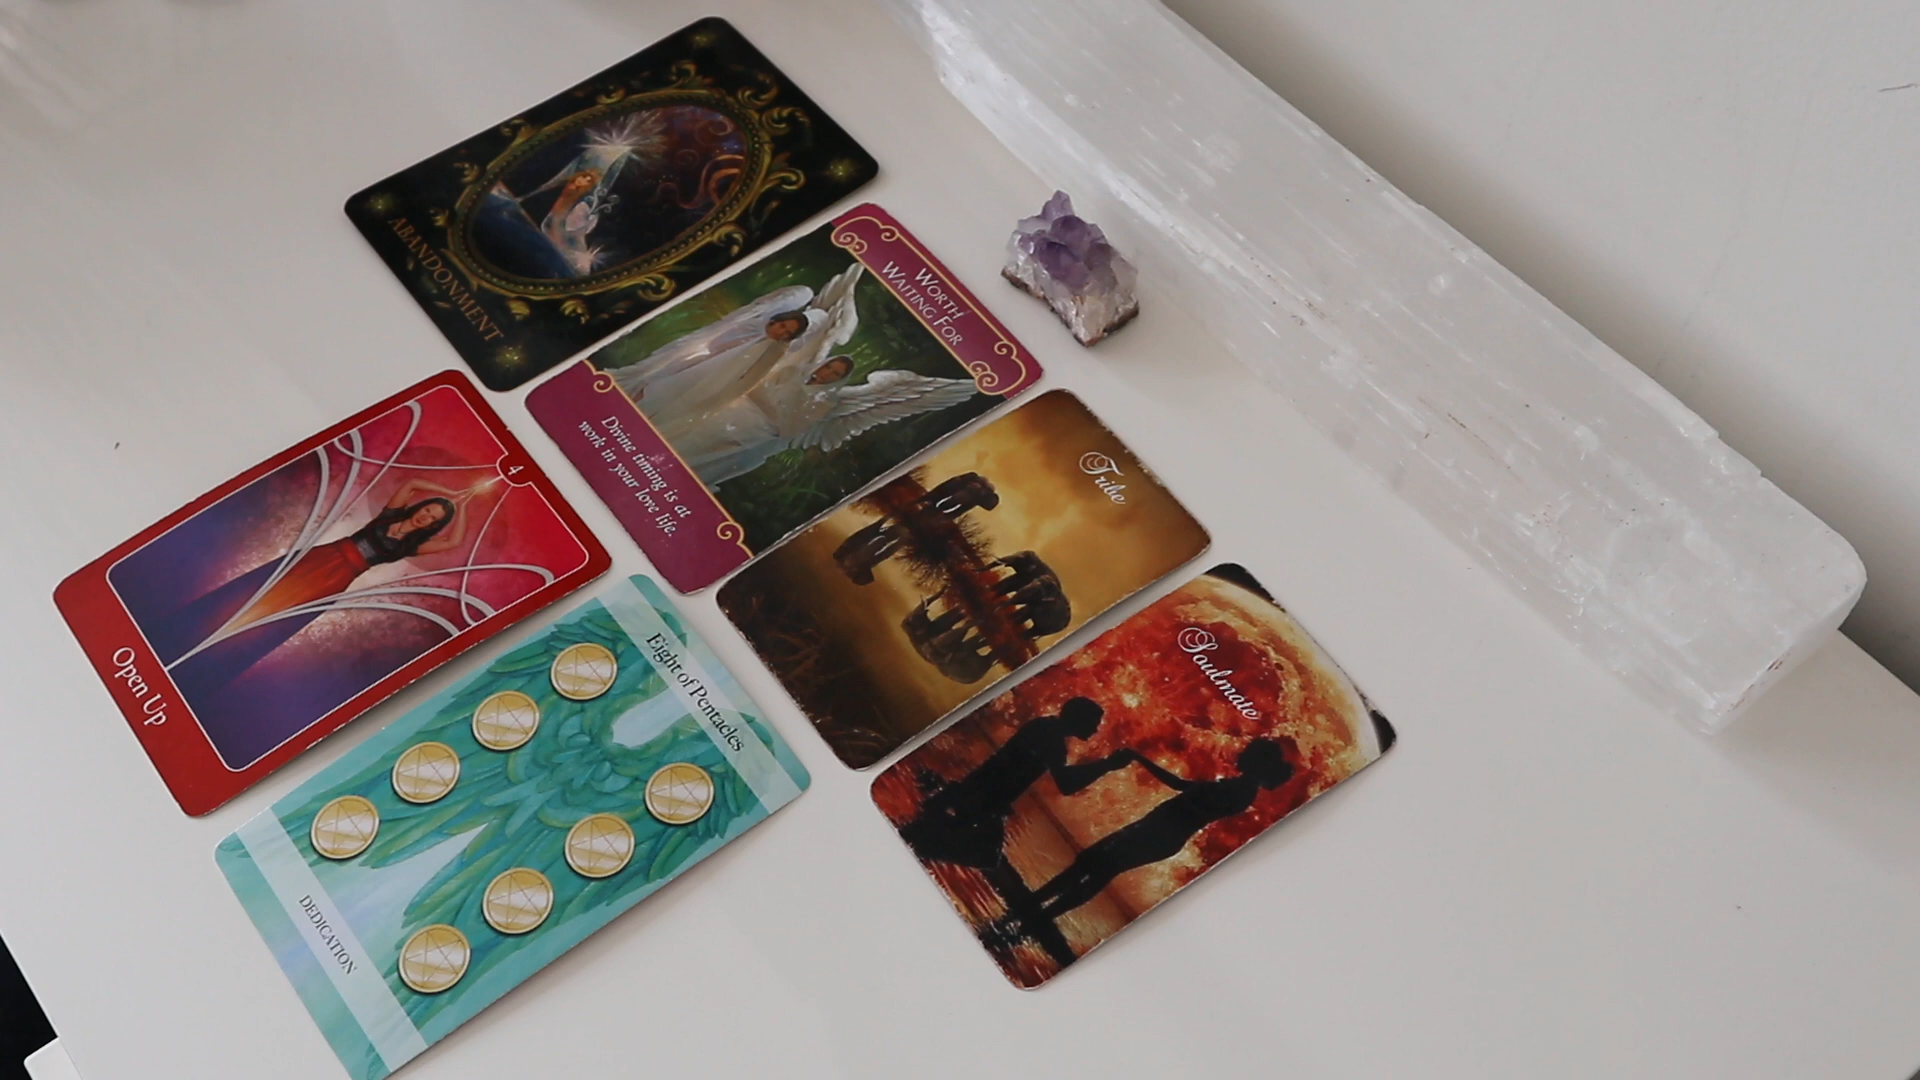 ABANDONMENT
WORTH
WAITING FOR
Divine timing is at
work in your love life.
Tribe
Soulmate
4
Open Up
Eight of Pentacles
DEDICATION